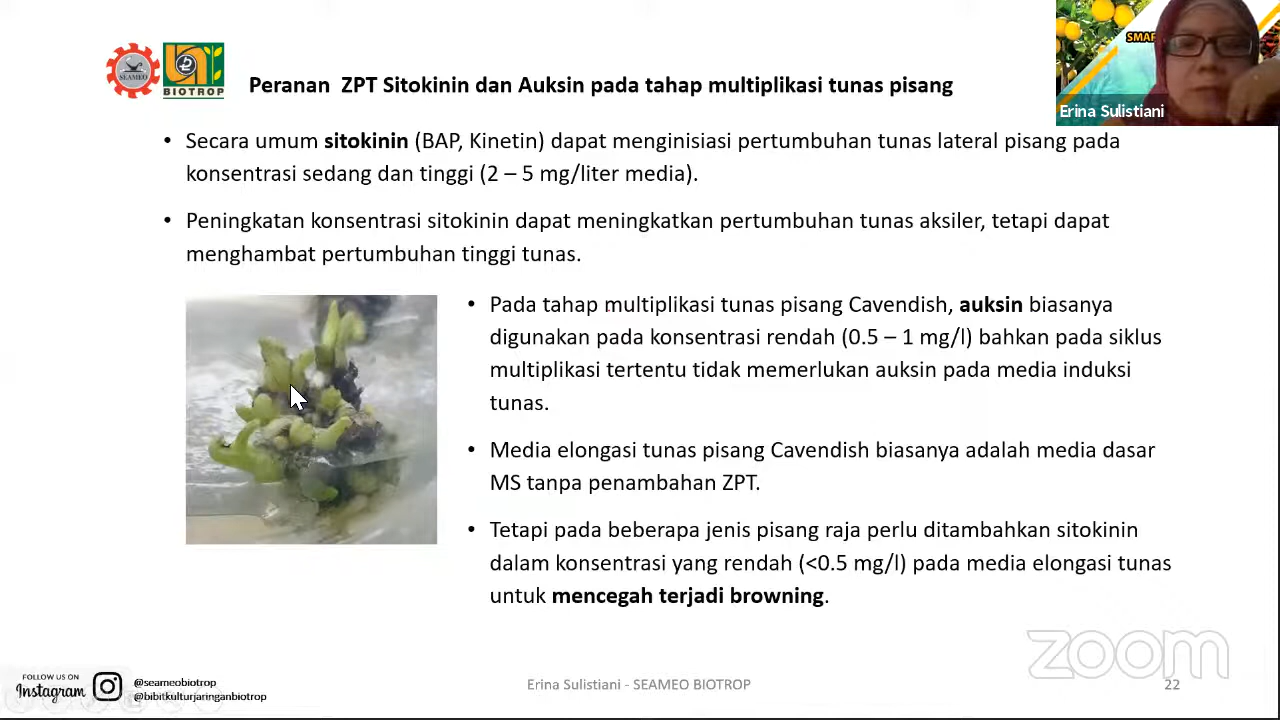 SEAMEO
BIOTROP
Peranan ZPT Sitokinin dan Auksin pada tahap multiplikasi tunas pisang
SMAR
Erina Sulistiani
• Secara umum sitokinin (BAP, Kinetin) dapat menginisiasi pertumbuhan tunas lateral pisang pada
konsentrasi sedang dan tinggi (2 – 5 mg/liter media).
• Peningkatan konsentrasi sitokinin dapat meningkatkan pertumbuhan tunas aksiler, tetapi dapat
menghambat pertumbuhan tinggi tunas.
• Pada tahap multiplikasi tunas pisang Cavendish, auksin biasanya
digunakan pada konsentrasi rendah (0.5 – 1 mg/l) bahkan pada siklus
multiplikasi tertentu tidak memerlukan auksin pada media induksi
tunas.
• Media elongasi tunas pisang Cavendish biasanya adalah media dasar
MS tanpa penambahan ZPT.
• Tetapi pada beberapa jenis pisang raja perlu ditambahkan sitokinin
dalam konsentrasi yang rendah (<0.5 mg/l) pada media elongasi tunas
untuk mencegah terjadi browning.
zoom
FOLLOW US ON
Instagram
@seameobiotrop
@bibitkulturjaringanbiotrop
Erina Sulistiani - SEAMEO BIOTROP
22